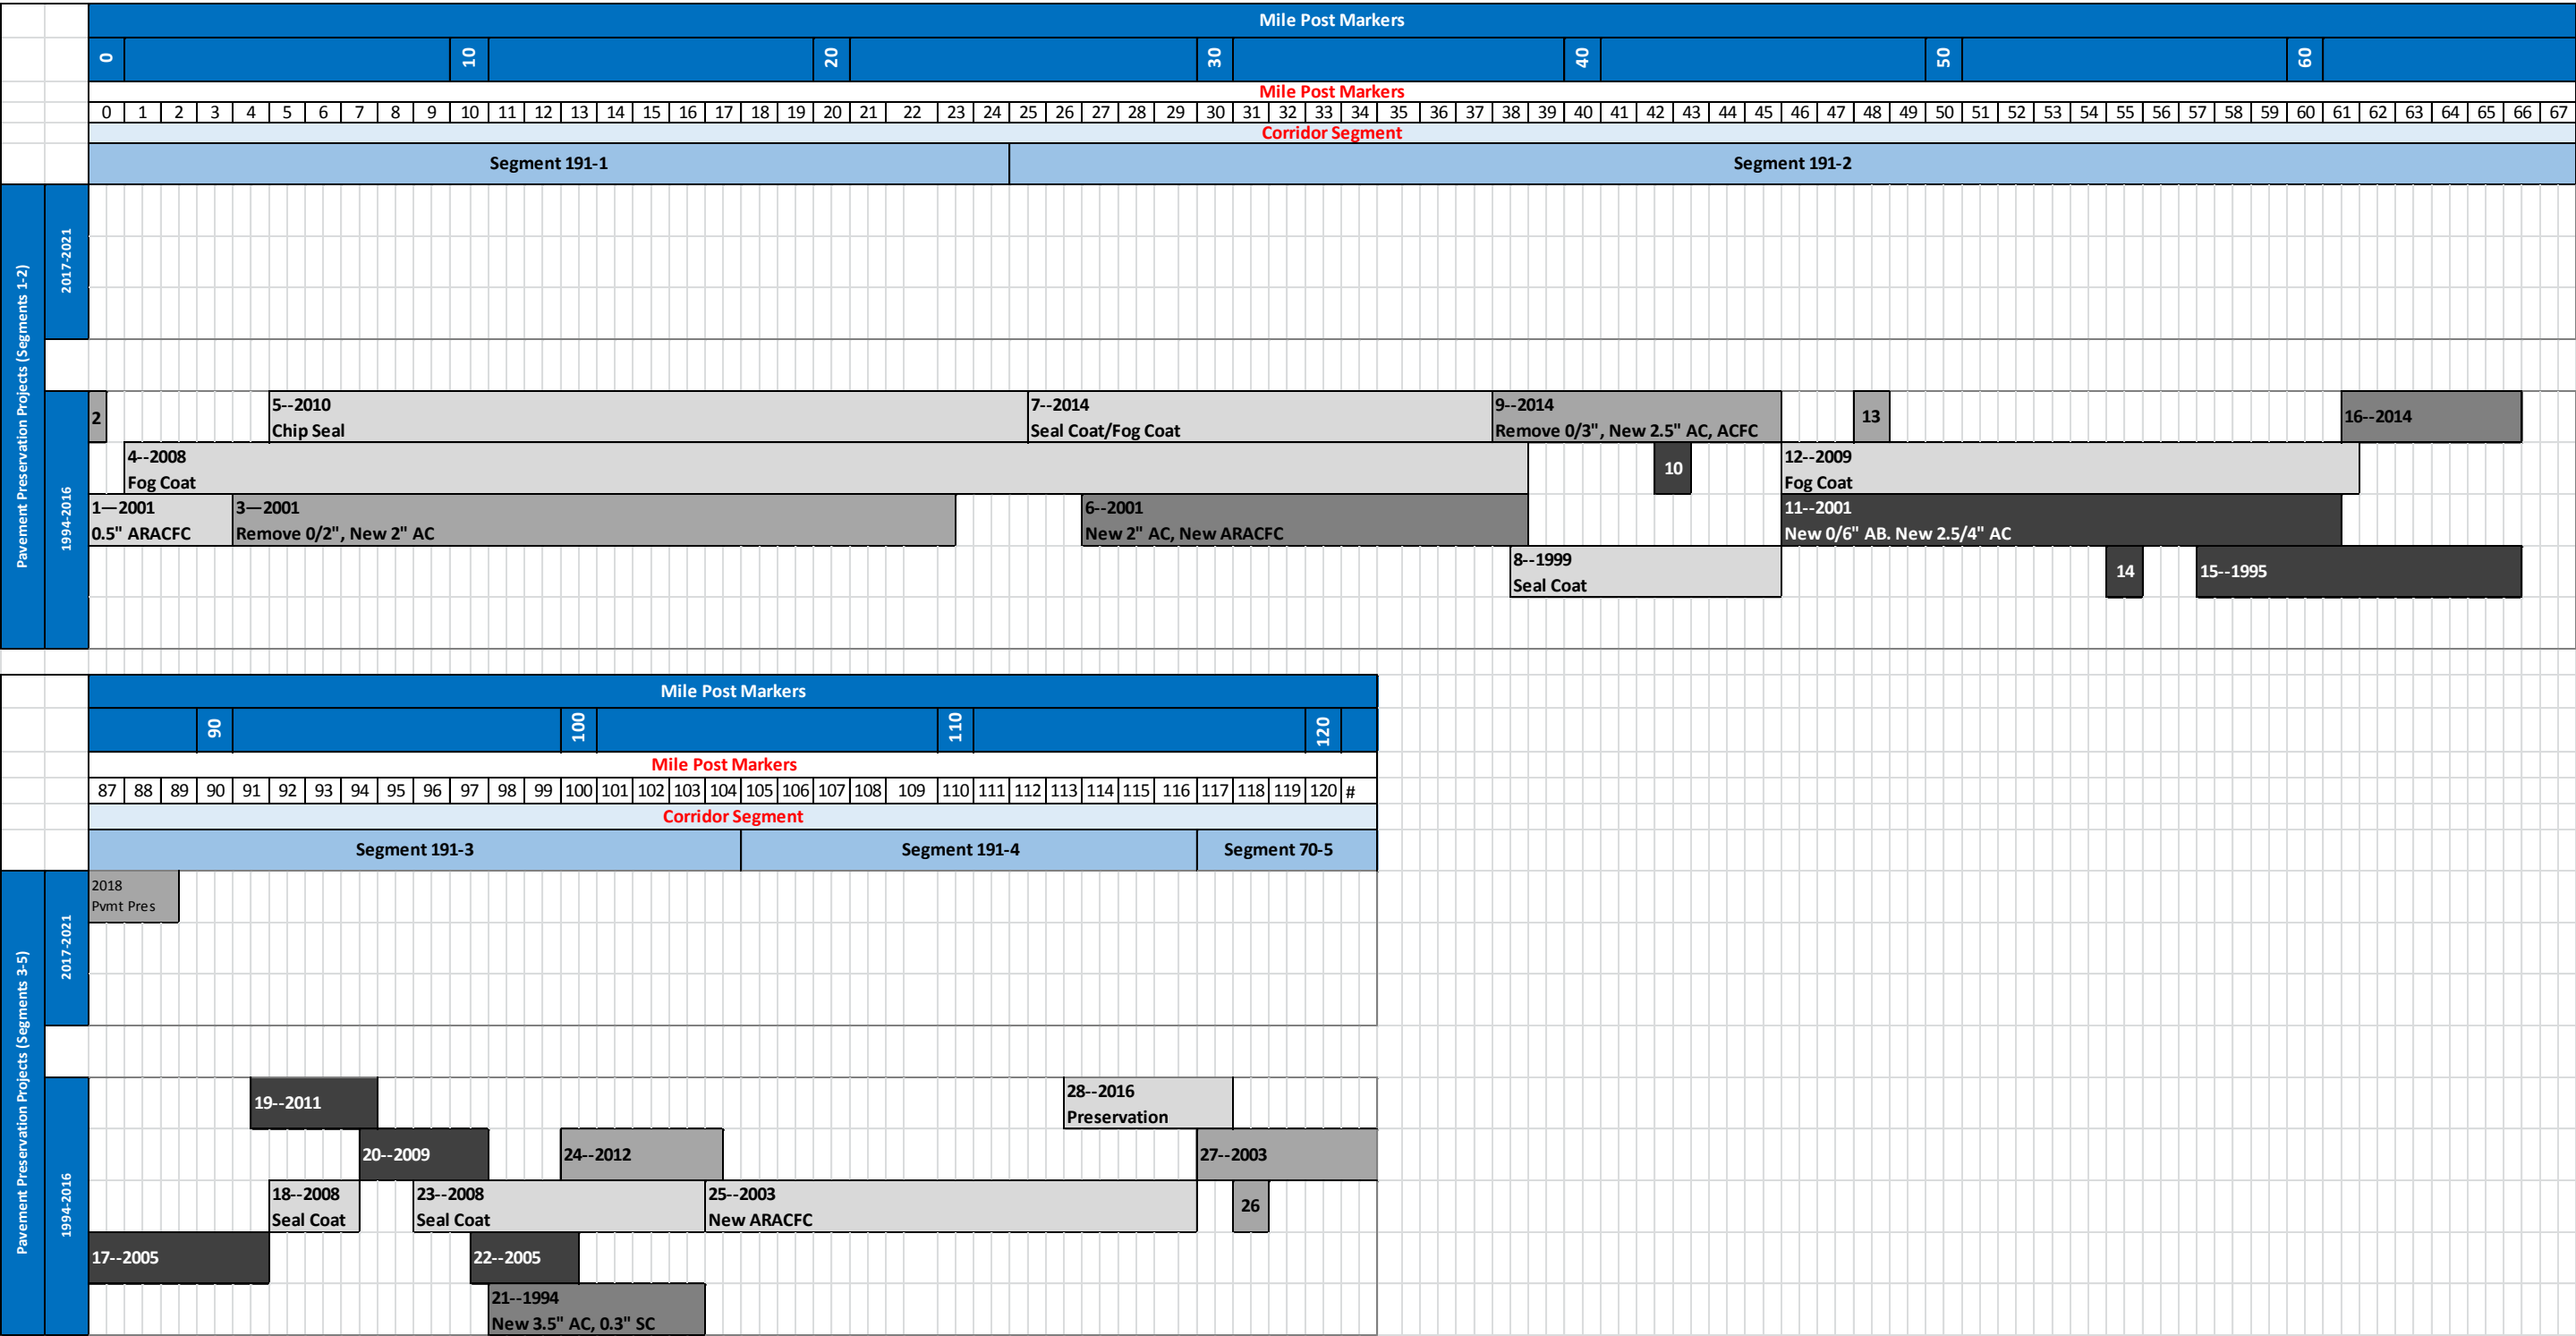 Mile Post Markers
0 10 20 30 40 50 60
Mile Post Markers
0 1 2 3 4 5 6 7 8 9 10 11 12 13 14 15 16 17 18 19 20 21 22 23 24 25 26 27 28 29 30 31 32 33 34 35 36 37 38 39 40 41 42 43 44 45 46 47 48 49 50 51 52 53 54 55 56 57 58 59 60 61 62 63 64 65 66 67
Corridor Segment
Segment 191-1 Segment 191-2
Pavement Preservation Projects (Segments 1-2)
2017-2021
1994-2016
2
5--2010
Chip Seal
7--2014
Seal Coat/Fog Coat
9--2014
Remove 0/3", New 2.5" AC, ACFC
13
16--2014
4--2008
Fog Coat
10
12--2009
Fog Coat
1—2001
0.5" ARACFC
3—2001
Remove 0/2", New 2" AC
6--2001
New 2" AC, New ARACFC
11--2001
New 0/6" AB. New 2.5/4" AC
8--1999
Seal Coat
14
15--1995
Mile Post Markers
90 100 110 120
Mile Post Markers
87 88 89 90 91 92 93 94 95 96 97 98 99 100 101 102 103 104 105 106 107 108 109 110 111 112 113 114 115 116 117 118 119 120 #
Corridor Segment
Segment 191-3 Segment 191-4 Segment 70-5
Pavement Preservation Projects (Segments 3-5)
2017-2021
2018
Pvmt Pres
1994-2016
19--2011
28--2016
Preservation
20--2009
24--2012
27--2003
18--2008
Seal Coat
23--2008
Seal Coat
25--2003
New ARACFC
26
17--2005
22--2005
21--1994
New 3.5" AC, 0.3" SC